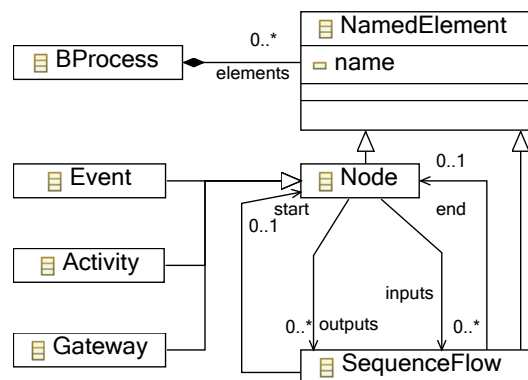 NamedElement
0..*
BProcess
elements
name
Event
Node
0..1
start
0..1
end
Activity
inputs
0..*
outputs
0..*
Gateway
SequenceFlow